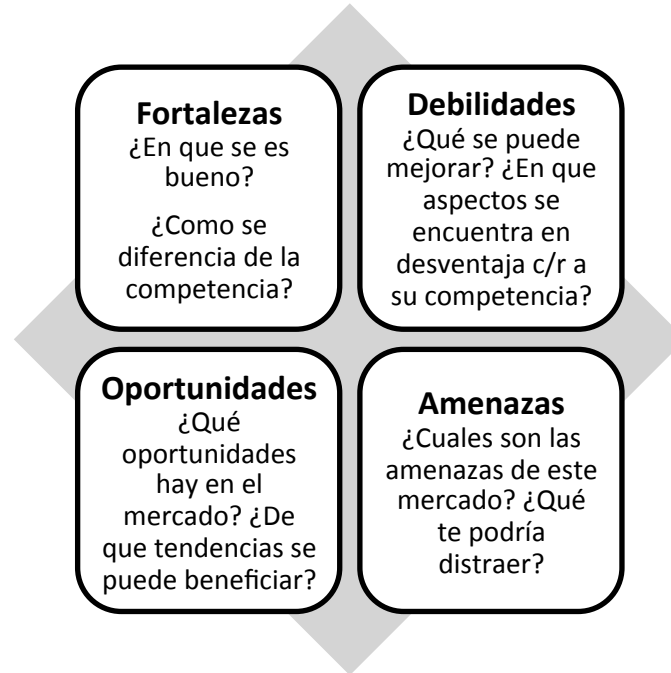 Fortalezas
¿En que se es
bueno?
¿Como se
diferencia de la
competencia?
Debilidades
¿Qué se puede
mejorar? ¿En que
aspectos se
encuentra en
desventaja c/r a
su competencia?
Oportunidades
¿Qué
oportunidades
hay en el
mercado? ¿De
que tendencias se
puede beneficiar?
Amenazas
¿Cuales son las
amenazas de este
mercado? ¿Qué
te podría
distraer?